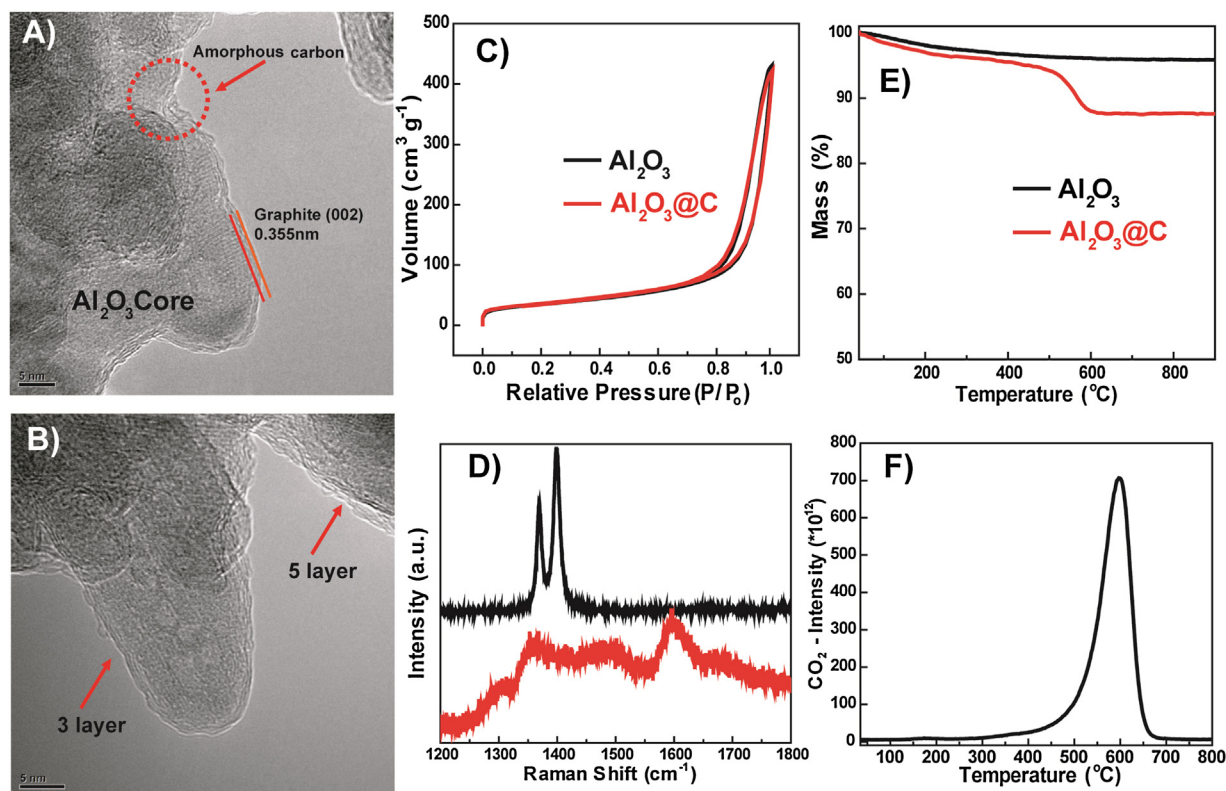 A)
Amorphous carbon
Graphite (002)
0.355nm
Al₂O₃ Core
5 nm
B)
5 layer
3 layer
5 nm
C)
500
400
300
200
100
0
Volume (cm³ g⁻¹)
Al₂O₃
Al₂O₃@C
0.0 0.2 0.4 0.6 0.8 1.0
Relative Pressure (P/P₀)
D)
Intensity (a.u.)
1200 1300 1400 1500 1600 1700 1800
Raman Shift (cm⁻¹)
E)
100
90
80
70
60
50
Mass (%)
Al₂O₃
Al₂O₃@C
200 400 600 800
Temperature (°C)
F)
800
700
600
500
400
300
200
100
0
CO₂ - Intensity (*10¹²)
100 200 300 400 500 600 700 800
Temperature (°C)